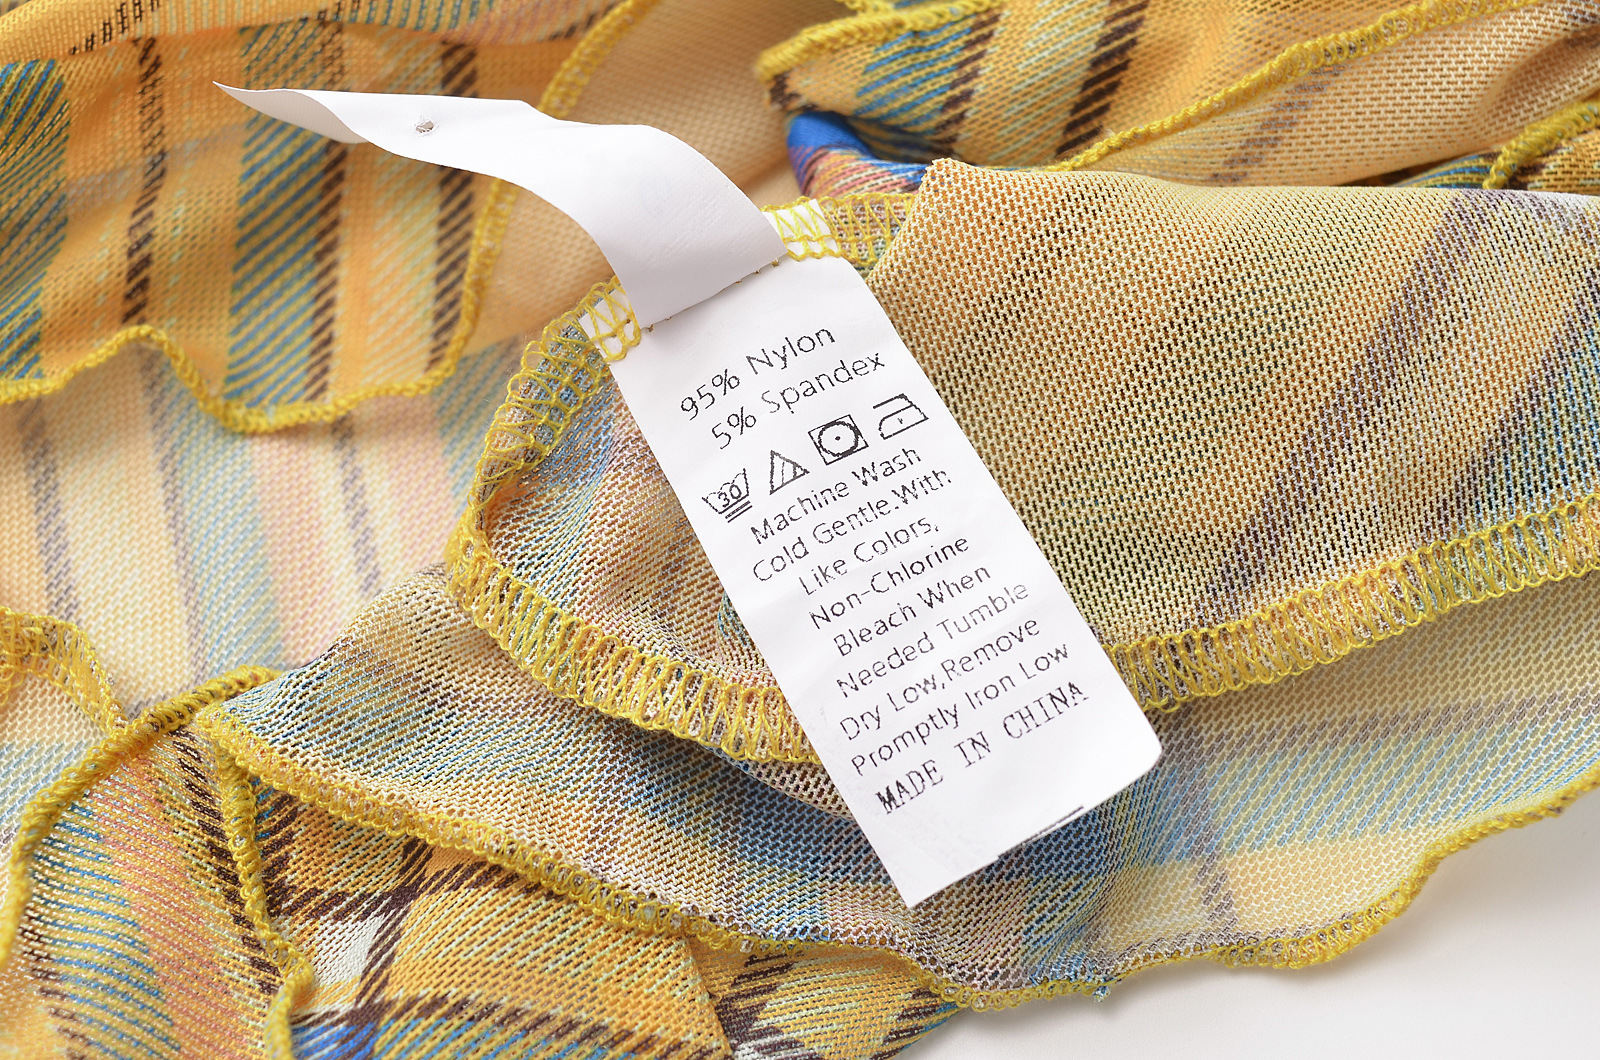 95% Nylon
5% Spandex
30
Machine Wash
Cold Gentle.With
Like Colors,
Non-Chlorine
Bleach When
Needed Tumble
Dry Low,Remove
Promptly Iron Low
MADE IN CHINA